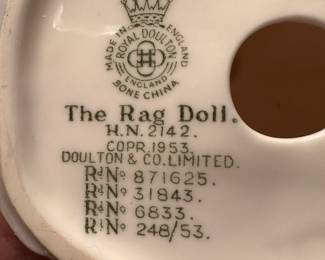 MADE IN ENGLAND
ROYAL DOULTON
ENGLAND
BONE CHINA
The Rag Doll.
H.N. 2142.
COPR. 1953.
DOULTON & CO. LIMITED.
Rd No 871625.
Rd No 31843.
Rd No 6833.
Rd No 248/53.